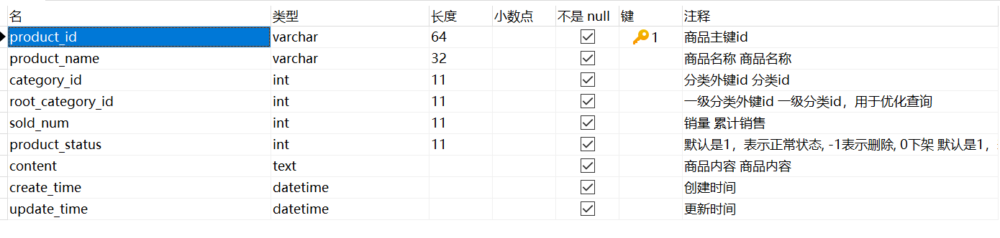 名 类型 长度 小数点 不是 null 键 注释
product_id varchar 64 1 商品主键id
product_name varchar 32 商品名称 商品名称
category_id int 11 分类外键id 分类id
root_category_id int 11 一级分类外键id 一级分类id，用于优化查询
sold_num int 11 销量 累计销售
product_status int 11 默认是1，表示正常状态, -1表示删除, 0下架 默认是1，
content text 商品内容 商品内容
create_time datetime 创建时间
update_time datetime 更新时间